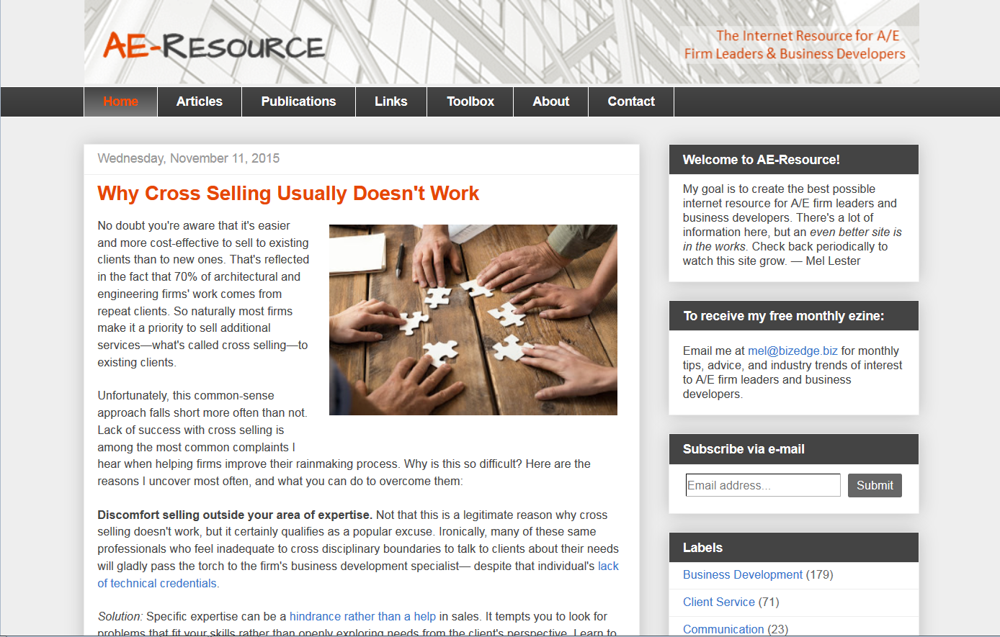 AE-RESOURCE
The Internet Resource for A/E
Firm Leaders & Business Developers
Home
Articles
Publications
Links
Toolbox
About
Contact
Wednesday, November 11, 2015
Why Cross Selling Usually Doesn't Work
No doubt you're aware that it's easier
and more cost-effective to sell to existing
clients than to new ones. That's reflected
in the fact that 70% of architectural and
engineering firms' work comes from
repeat clients. So naturally most firms
make it a priority to sell additional
services—what's called cross selling—to
existing clients.
Unfortunately, this common-sense
approach falls short more often than not.
Lack of success with cross selling is
among the most common complaints I
hear when helping firms improve their rainmaking process. Why is this so difficult? Here are the
reasons I uncover most often, and what you can do to overcome them:
Discomfort selling outside your area of expertise. Not that this is a legitimate reason why cross
selling doesn't work, but it certainly qualifies as a popular excuse. Ironically, many of these same
professionals who feel inadequate to cross disciplinary boundaries to talk to clients about their needs
will gladly pass the torch to the firm's business development specialist— despite that individual's lack
of technical credentials.
Solution: Specific expertise can be a hindrance rather than a help in sales. It tempts you to look for
problems that fit your skills rather than openly exploring needs from the client's perspective. Learn to
Welcome to AE-Resource!
My goal is to create the best possible
internet resource for A/E firm leaders and
business developers. There's a lot of
information here, but an even better site is
in the works. Check back periodically to
watch this site grow. — Mel Lester
To receive my free monthly ezine:
Email me at mel@bizedge.biz for monthly
tips, advice, and industry trends of interest
to A/E firm leaders and business
developers.
Subscribe via e-mail
Email address...
Submit
Labels
Business Development (179)
Client Service (71)
Communication (23)